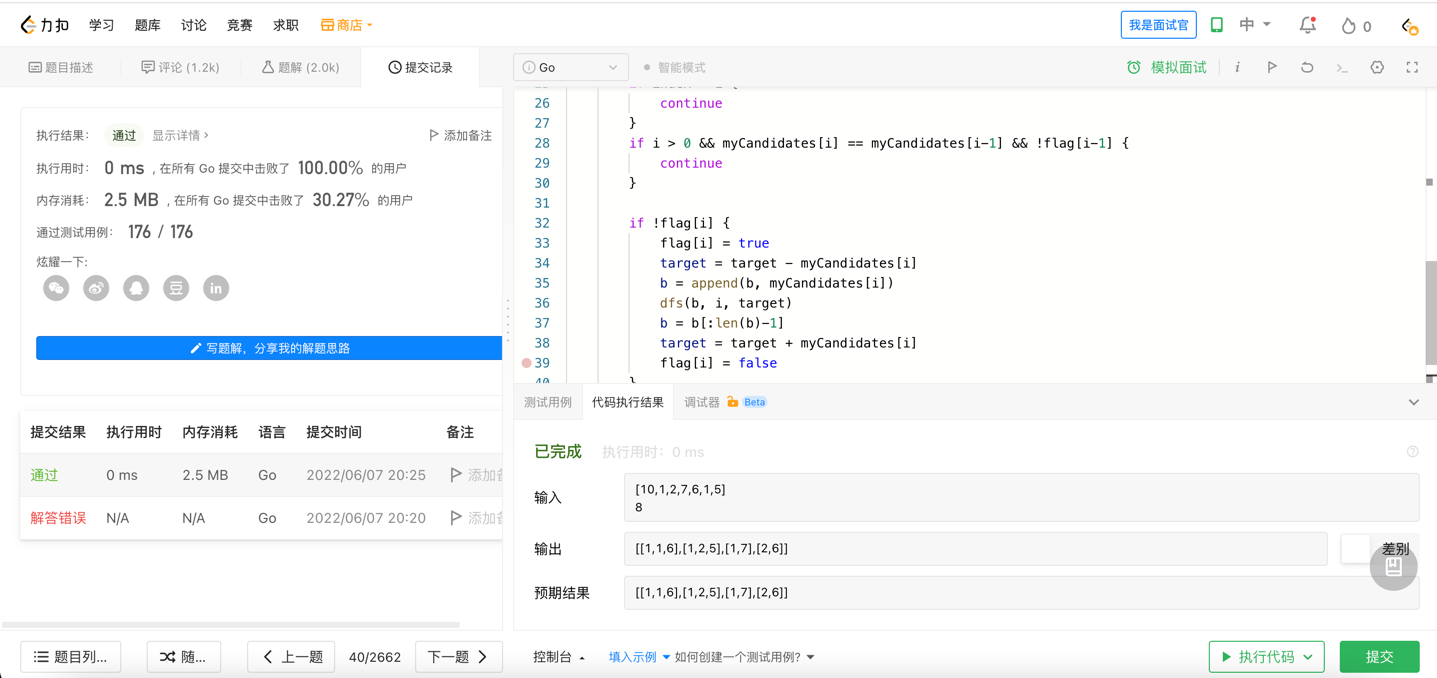 力扣 学习 题库 讨论 竞赛 求职 商店 我是面试官 中 0
题目描述 评论 (1.2k) 题解 (2.0k) 提交记录
执行结果: 通过 显示详情 › 添加备注
执行用时: 0 ms , 在所有 Go 提交中击败了 100.00% 的用户
内存消耗: 2.5 MB , 在所有 Go 提交中击败了 30.27% 的用户
通过测试用例: 176 / 176
炫耀一下:
豆 in
写题解，分享我的解题思路
提交结果 执行用时 内存消耗 语言 提交时间 备注
通过 0 ms 2.5 MB Go 2022/06/07 20:25 添加备
解答错误 N/A N/A Go 2022/06/07 20:20 添加备
题目列... 随... 上一题 40/2662 下一题
Go 智能模式 模拟面试 i
26 continue
27 }
28 if i > 0 && myCandidates[i] == myCandidates[i-1] && !flag[i-1] {
29 continue
30 }
31
32 if !flag[i] {
33 flag[i] = true
34 target = target - myCandidates[i]
35 b = append(b, myCandidates[i])
36 dfs(b, i, target)
37 b = b[:len(b)-1]
38 target = target + myCandidates[i]
39 flag[i] = false
40 }
测试用例 代码执行结果 调试器 Beta
已完成 执行用时: 0 ms
输入 [10,1,2,7,6,1,5]
8
输出 [[1,1,6],[1,2,5],[1,7],[2,6]] 差别
预期结果 [[1,1,6],[1,2,5],[1,7],[2,6]]
控制台 填入示例 如何创建一个测试用例? 执行代码 提交